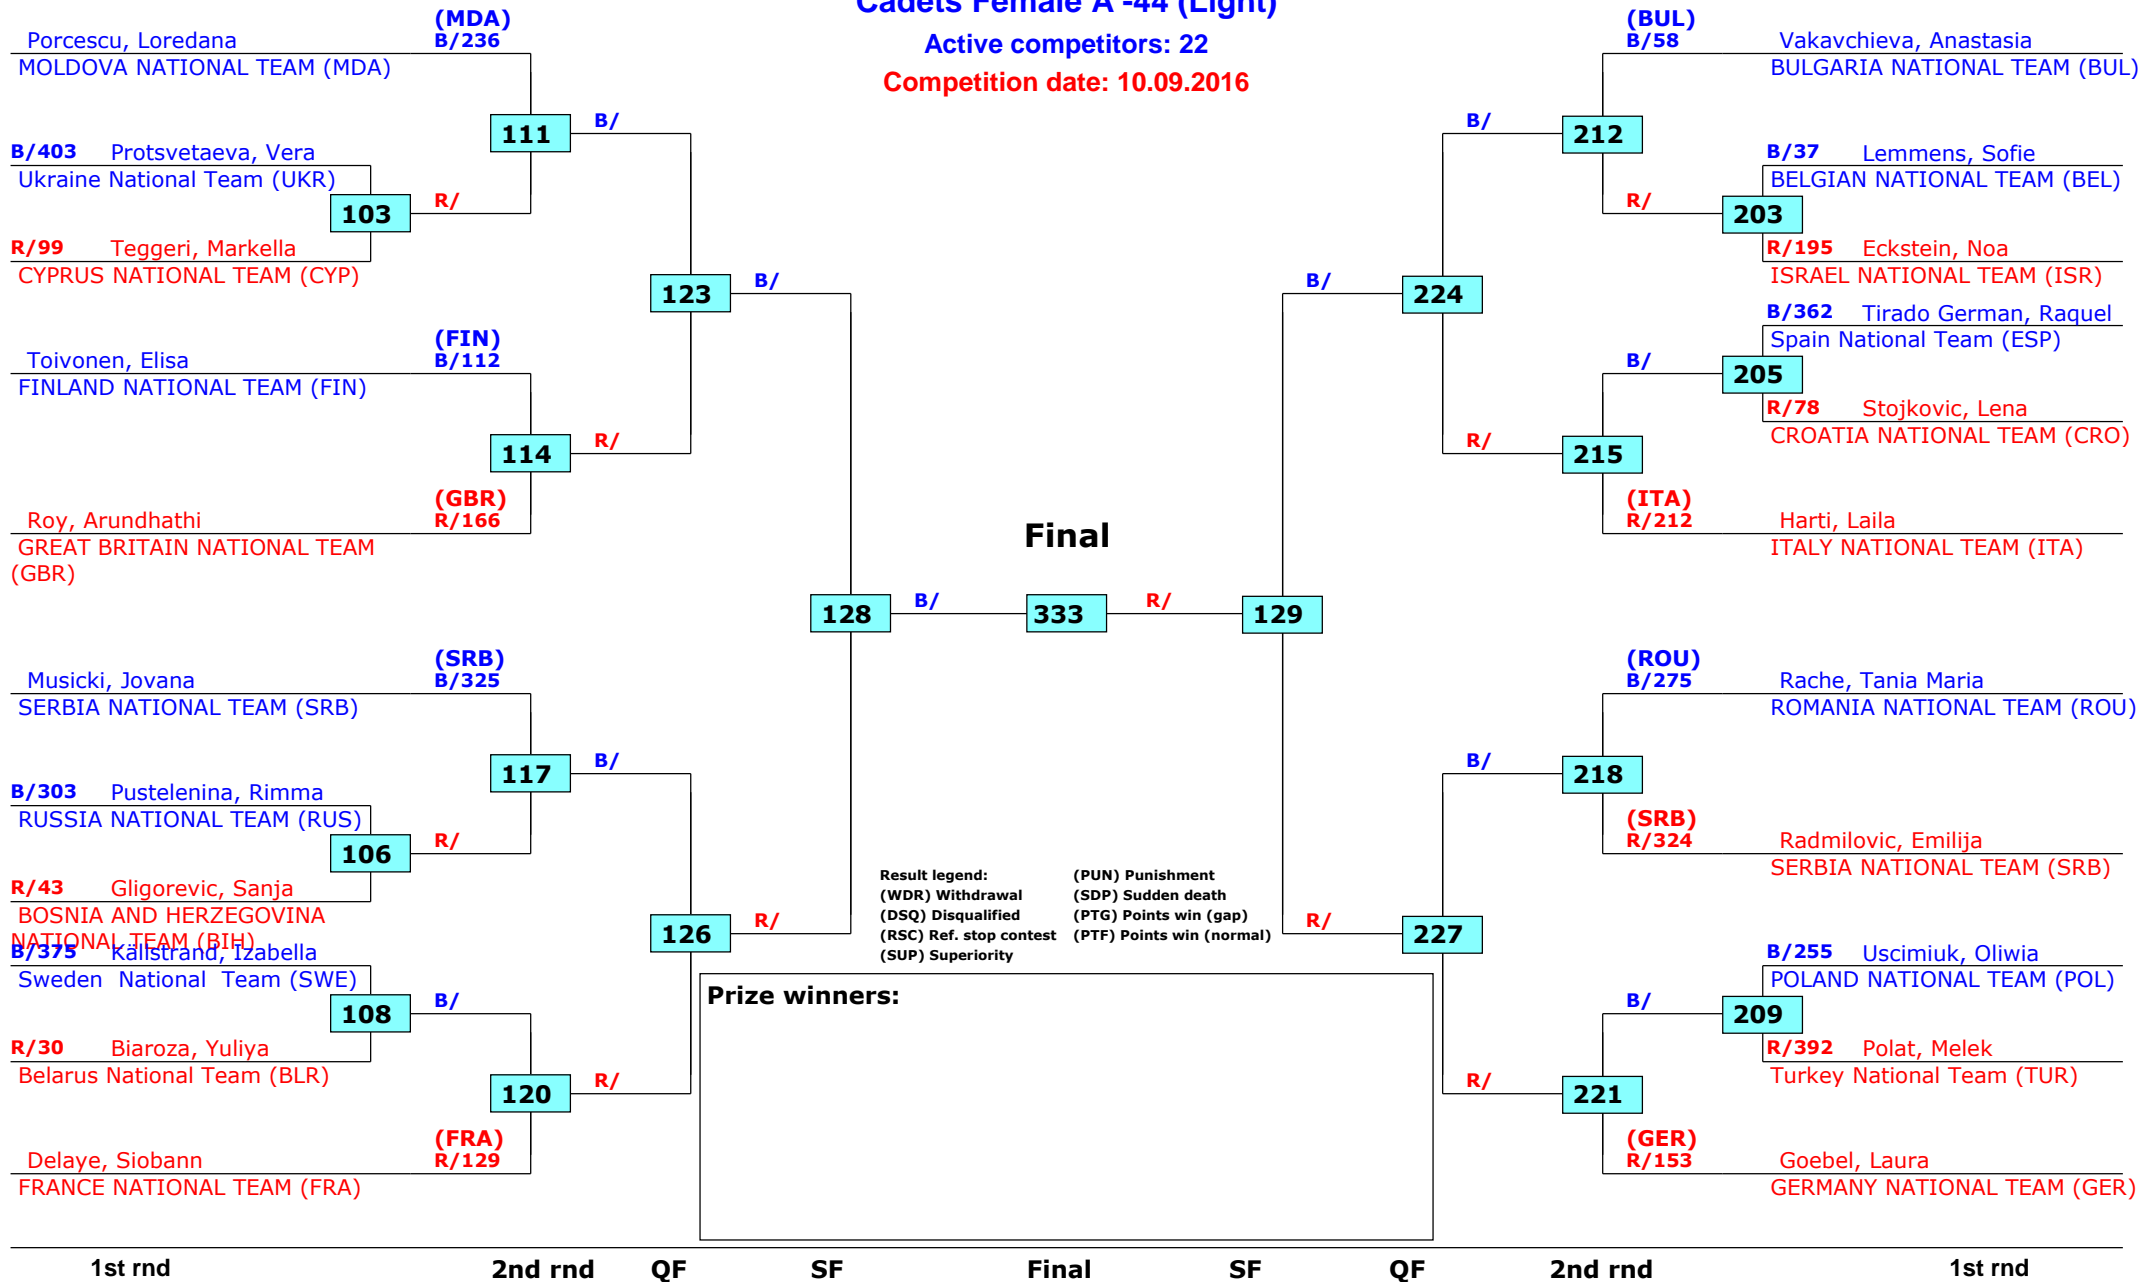 Cadets Female A -44 (Light)
Active competitors: 22
Competition date: 10.09.2016
(MDA)
Porcescu, Loredana B/236
MOLDOVA NATIONAL TEAM (MDA)
111
B/
B/403 Protsvetaeva, Vera
Ukraine National Team (UKR)
103
R/
R/99 Teggeri, Markella
CYPRUS NATIONAL TEAM (CYP)
123
B/
(FIN)
Toivonen, Elisa B/112
FINLAND NATIONAL TEAM (FIN)
114
R/
(GBR)
Roy, Arundhathi R/166
GREAT BRITAIN NATIONAL TEAM
(GBR)
128
B/
(SRB)
Musicki, Jovana B/325
SERBIA NATIONAL TEAM (SRB)
117
B/
B/303 Pustelenina, Rimma
RUSSIA NATIONAL TEAM (RUS)
106
R/
R/43 Gligorevic, Sanja
BOSNIA AND HERZEGOVINA
NATIONAL TEAM (BIH)
126
R/
B/375 Källstrand, Izabella
Sweden National Team (SWE)
108
B/
R/30 Biaroza, Yuliya
Belarus National Team (BLR)
120
R/
(FRA)
Delaye, Siobann R/129
FRANCE NATIONAL TEAM (FRA)
Final
333
R/
129
(BUL)
B/58 Vakavchieva, Anastasia
BULGARIA NATIONAL TEAM (BUL)
B/
212
B/37 Lemmens, Sofie
BELGIAN NATIONAL TEAM (BEL)
R/
203
R/195 Eckstein, Noa
ISRAEL NATIONAL TEAM (ISR)
B/
224
B/362 Tirado German, Raquel
Spain National Team (ESP)
B/
205
R/78 Stojkovic, Lena
CROATIA NATIONAL TEAM (CRO)
R/
215
(ITA)
R/212 Harti, Laila
ITALY NATIONAL TEAM (ITA)
(ROU)
B/275 Rache, Tania Maria
ROMANIA NATIONAL TEAM (ROU)
B/
218
(SRB)
R/324 Radmilovic, Emilija
SERBIA NATIONAL TEAM (SRB)
R/
227
B/255 Uscimiuk, Oliwia
POLAND NATIONAL TEAM (POL)
B/
209
R/392 Polat, Melek
Turkey National Team (TUR)
R/
221
(GER)
R/153 Goebel, Laura
GERMANY NATIONAL TEAM (GER)
Result legend: (PUN) Punishment
(WDR) Withdrawal (SDP) Sudden death
(DSQ) Disqualified (PTG) Points win (gap)
(RSC) Ref. stop contest (PTF) Points win (normal)
(SUP) Superiority
Prize winners:
1st rnd 2nd rnd QF SF Final SF QF 2nd rnd 1st rnd